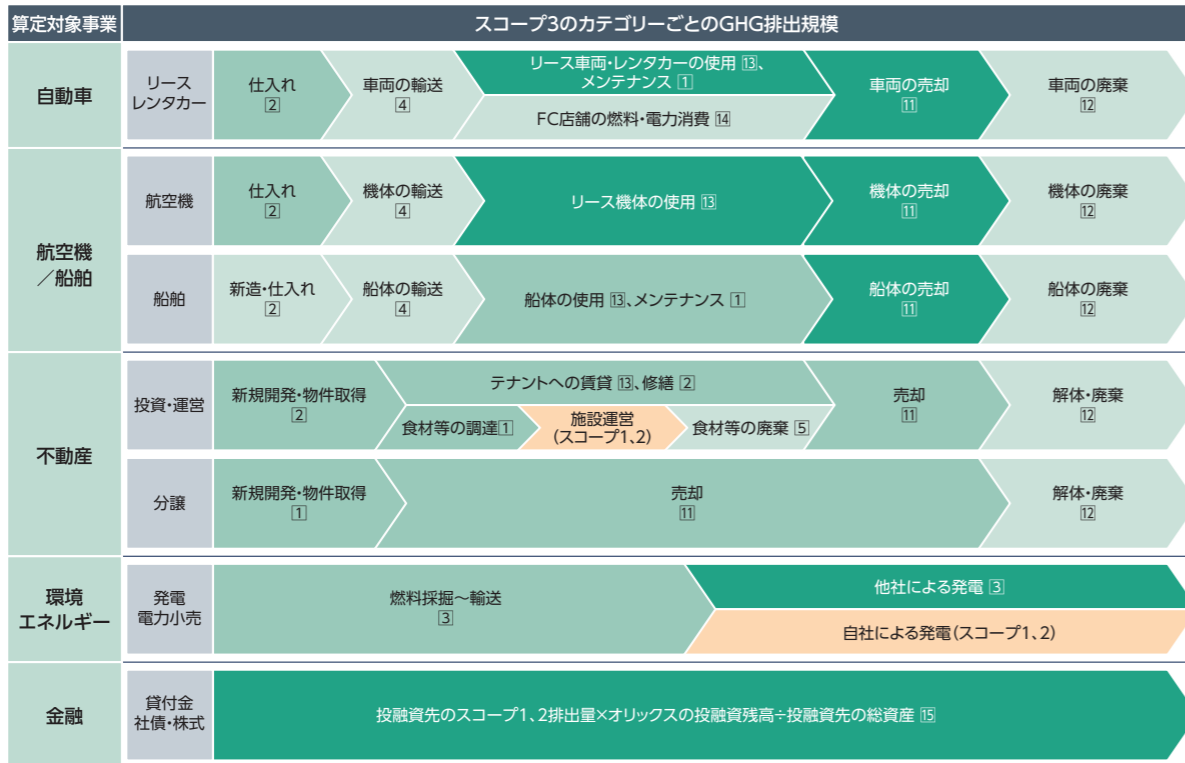 算定対象事業
スコープ3のカテゴリーごとのGHG排出規模
自動車
リース
レンタカー
仕入れ
2
車両の輸送
4
リース車両・レンタカーの使用 13、
メンテナンス 1
FC店舗の燃料・電力消費 14
車両の売却
11
車両の廃棄
12
航空機
／船舶
航空機
仕入れ
2
機体の輸送
4
リース機体の使用 13
機体の売却
11
機体の廃棄
12
船舶
新造・仕入れ
2
船体の輸送
4
船体の使用 13、メンテナンス 1
船体の売却
11
船体の廃棄
12
不動産
投資・運営
新規開発・物件取得
2
テナントへの賃貸 13、修繕 2
食材等の調達1
施設運営
(スコープ1、2)
食材等の廃棄 5
売却
11
解体・廃棄
12
分譲
新規開発・物件取得
1
売却
11
解体・廃棄
12
環境
エネルギー
発電
電力小売
燃料採掘～輸送
3
他社による発電 3
自社による発電(スコープ1、2)
金融
貸付金
社債・株式
投融資先のスコープ1、2排出量×オリックスの投融資残高÷投融資先の総資産 15